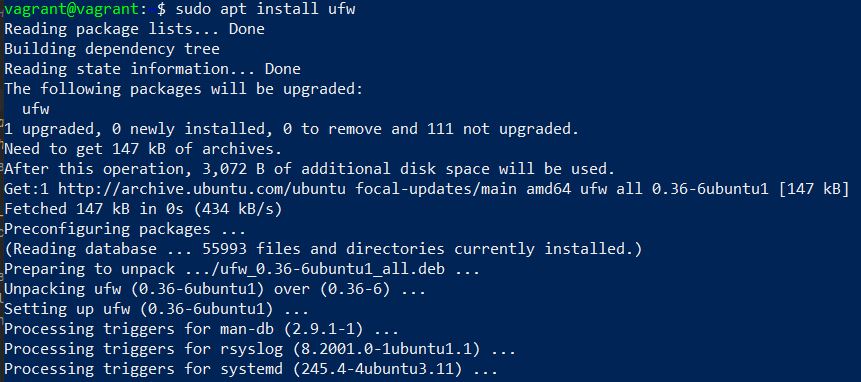 vagrant@vagrant: $ sudo apt install ufw
Reading package lists... Done
Building dependency tree
Reading state information... Done
The following packages will be upgraded:
  ufw
1 upgraded, 0 newly installed, 0 to remove and 111 not upgraded.
Need to get 147 kB of archives.
After this operation, 3,072 B of additional disk space will be used.
Get:1 http://archive.ubuntu.com/ubuntu focal-updates/main amd64 ufw all 0.36-6ubuntu1 [147 kB]
Fetched 147 kB in 0s (434 kB/s)
Preconfiguring packages ...
(Reading database ... 55993 files and directories currently installed.)
Preparing to unpack .../ufw_0.36-6ubuntu1_all.deb ...
Unpacking ufw (0.36-6ubuntu1) over (0.36-6) ...
Setting up ufw (0.36-6ubuntu1) ...
Processing triggers for man-db (2.9.1-1) ...
Processing triggers for rsyslog (8.2001.0-1ubuntu1.1) ...
Processing triggers for systemd (245.4-4ubuntu3.11) ...